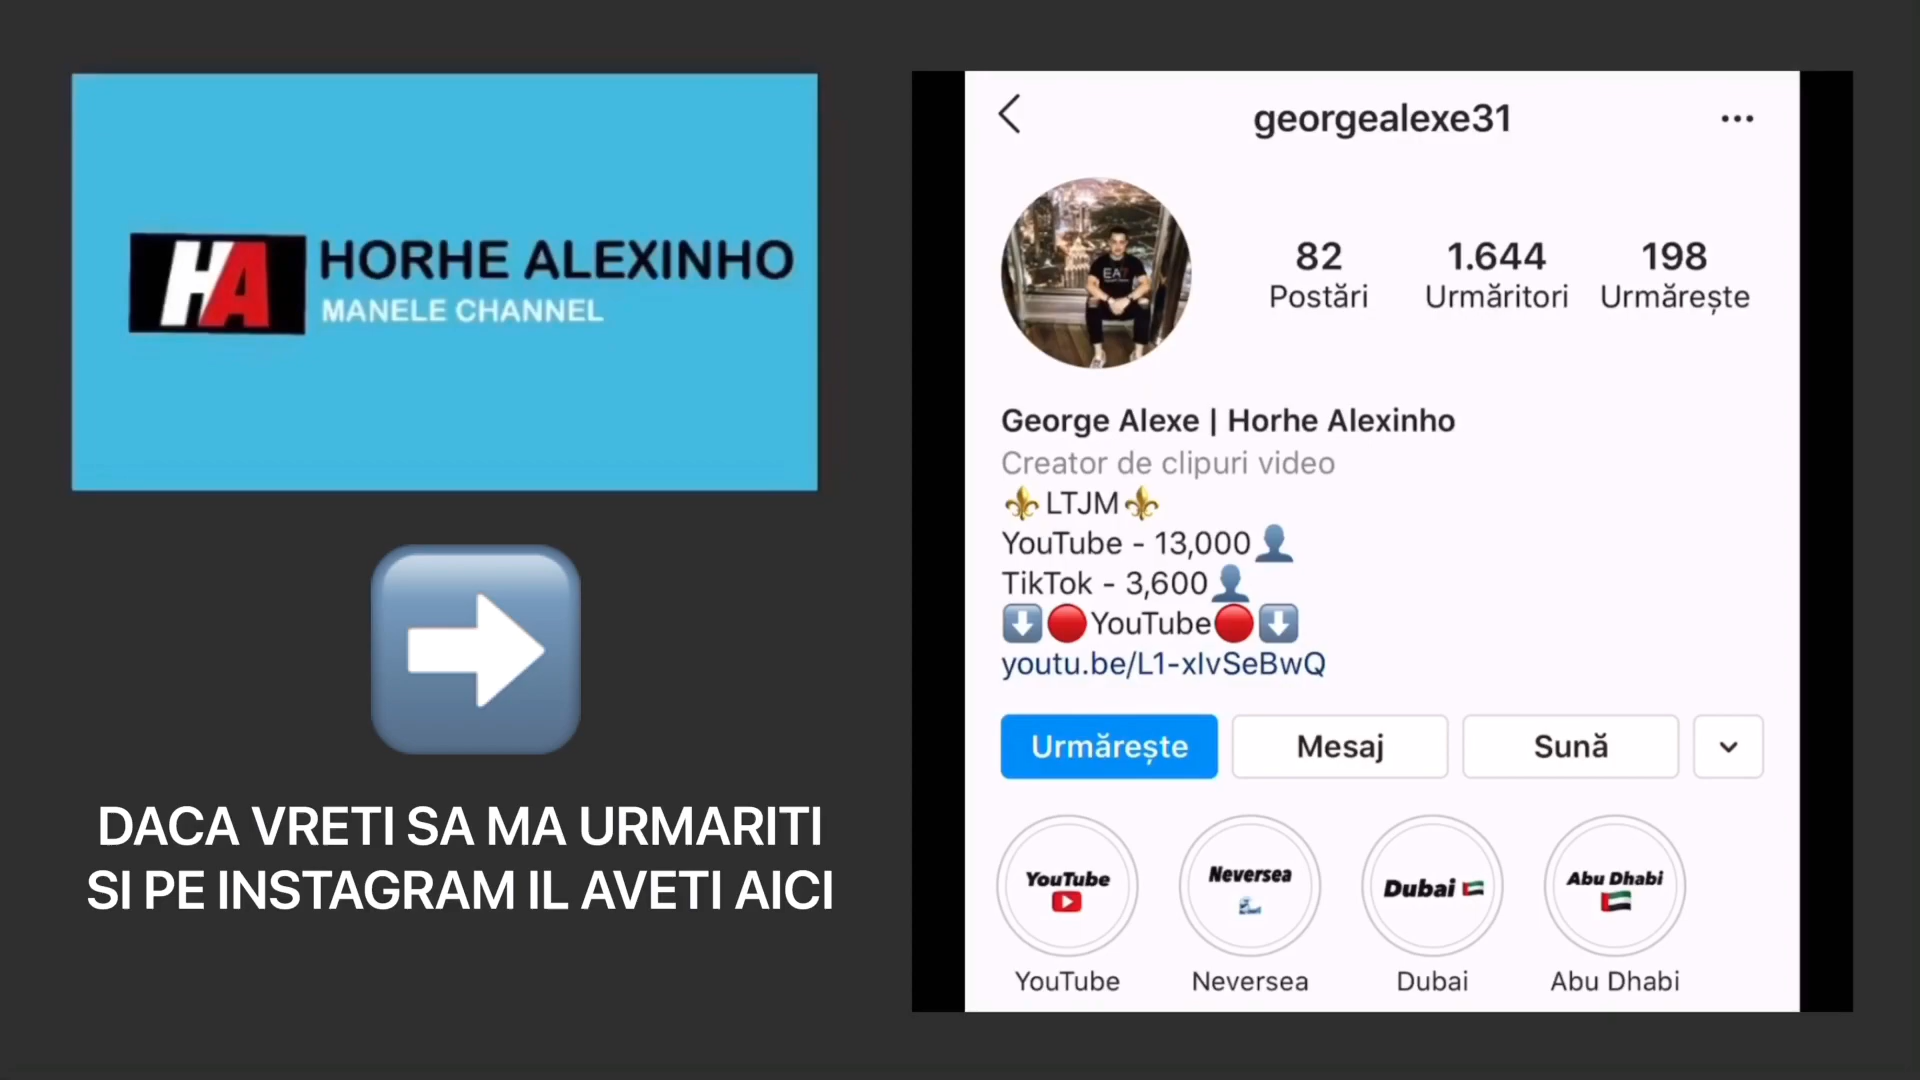 HA HORHE ALEXINHO
MANELE CHANNEL
DACA VRETI SA MA URMARITI
SI PE INSTAGRAM IL AVETI AICI
georgealexe31
EA7
82
Postări
1.644
Urmăritori
198
Urmărește
George Alexe | Horhe Alexinho
Creator de clipuri video
⚜️LTJM⚜️
YouTube - 13,000👤
TikTok - 3,600👤
⬇️🔴YouTube🔴⬇️
youtu.be/L1-xIvSeBwQ
Urmărește
Mesaj
Sună
YouTube
Neversea
Dubai
Abu Dhabi
YouTube
Neversea
Dubai
Abu Dhabi